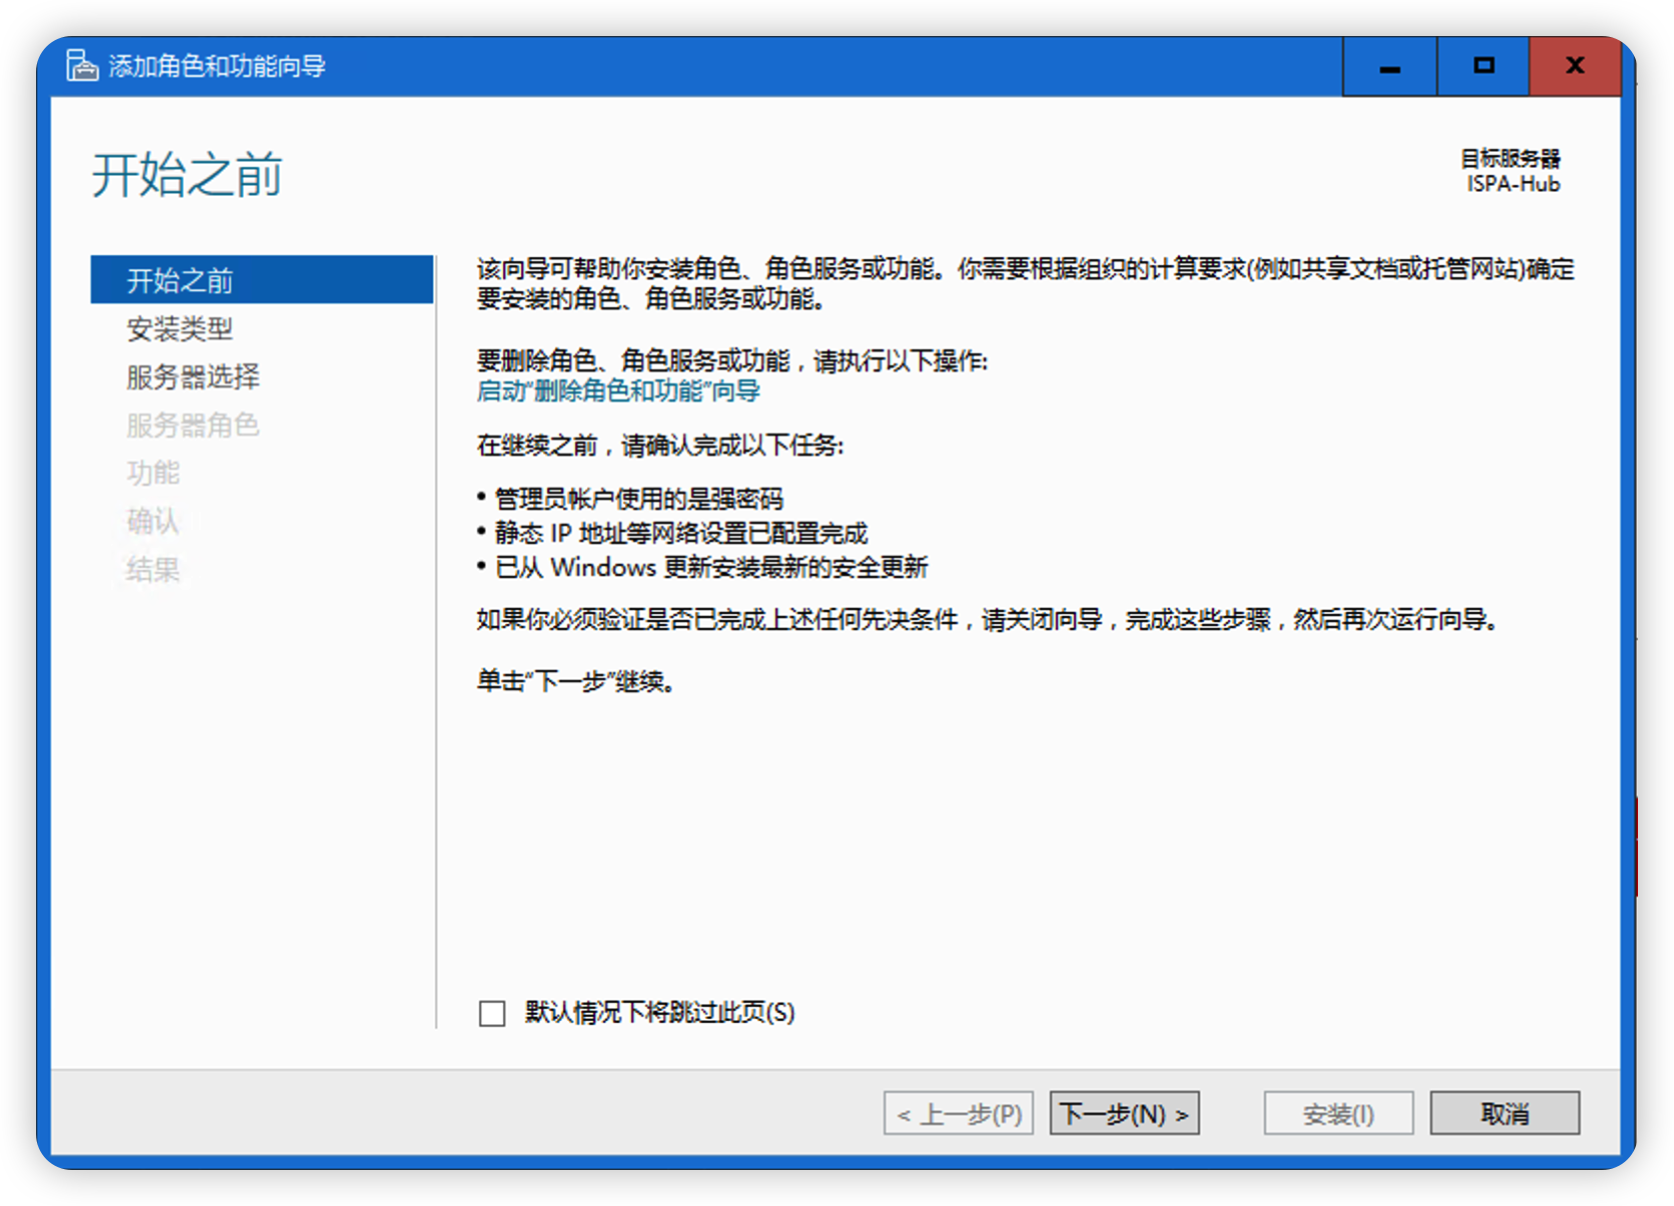 添加角色和功能向导
开始之前
目标服务器
ISPA-Hub
开始之前
安装类型
服务器选择
服务器角色
功能
确认
结果
该向导可帮助你安装角色、角色服务或功能。你需要根据组织的计算要求(例如共享文档或托管网站)确定
要安装的角色、角色服务或功能。
要删除角色、角色服务或功能，请执行以下操作:
启动“删除角色和功能”向导
在继续之前，请确认完成以下任务:
• 管理员帐户使用的是强密码
• 静态 IP 地址等网络设置已配置完成
• 已从 Windows 更新安装最新的安全更新
如果你必须验证是否已完成上述任何先决条件，请关闭向导，完成这些步骤，然后再次运行向导。
单击“下一步”继续。
默认情况下将跳过此页(S)
< 上一步(P)
下一步(N) >
安装(I)
取消